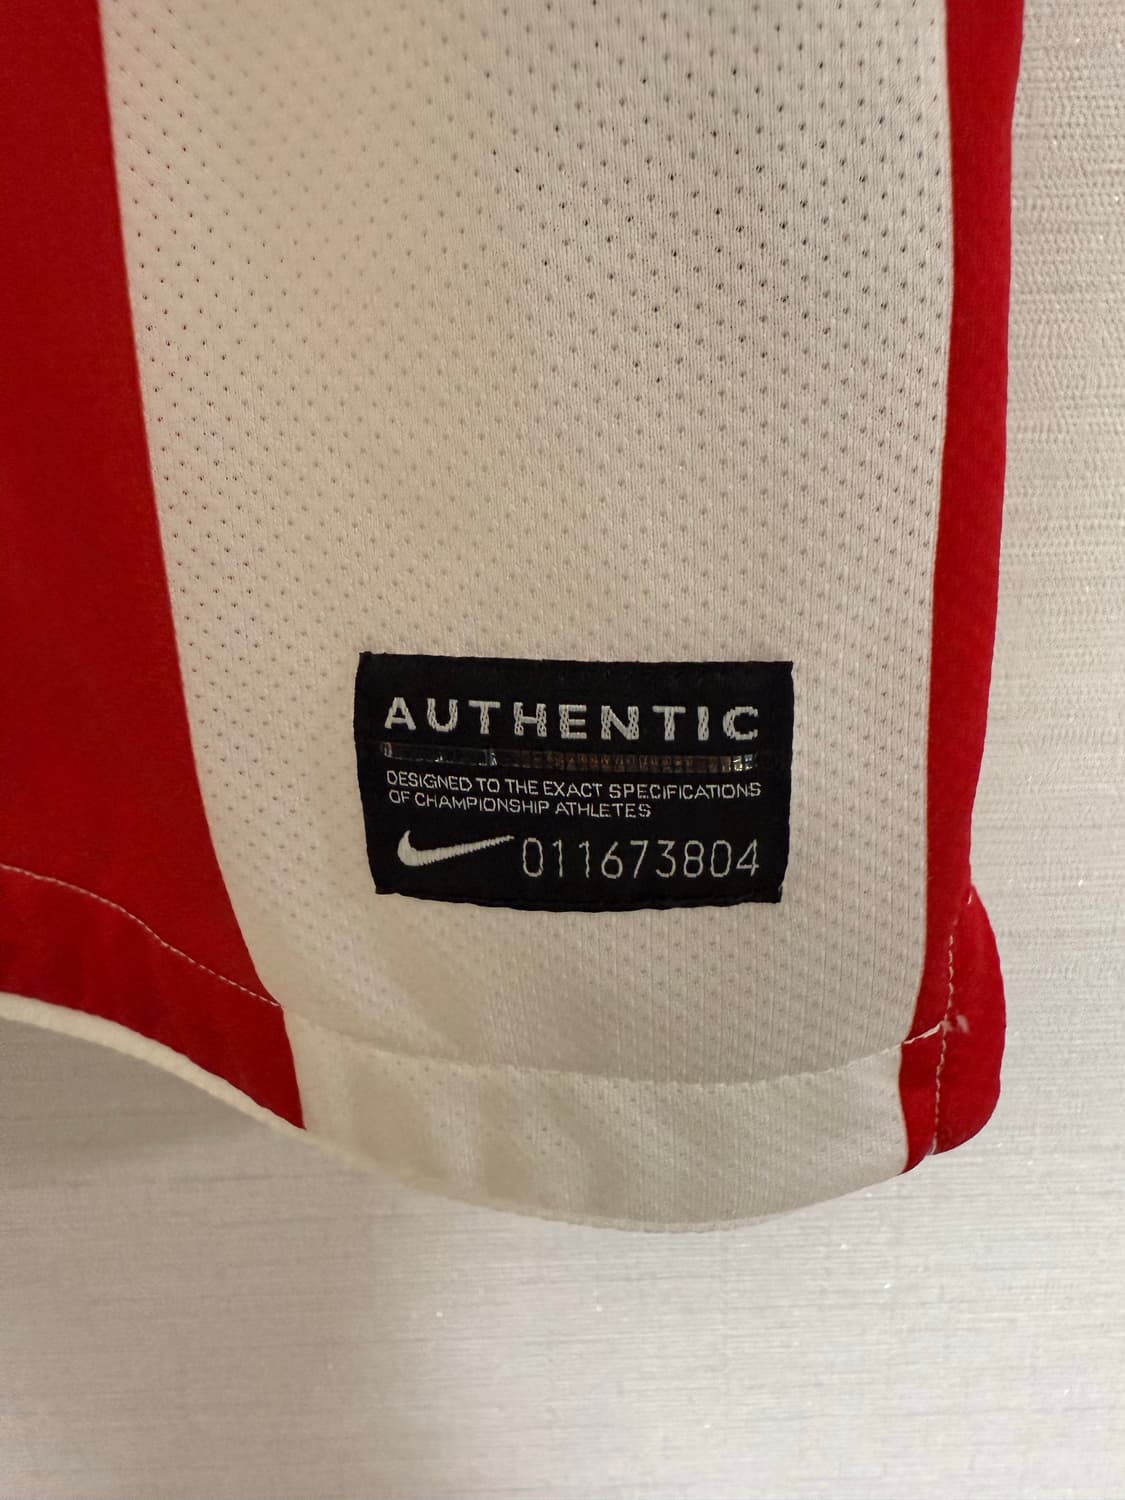 AUTHENTIC
DESIGNED TO THE EXACT SPECIFICATIONS
OF CHAMPIONSHIP ATHLETES
011673804